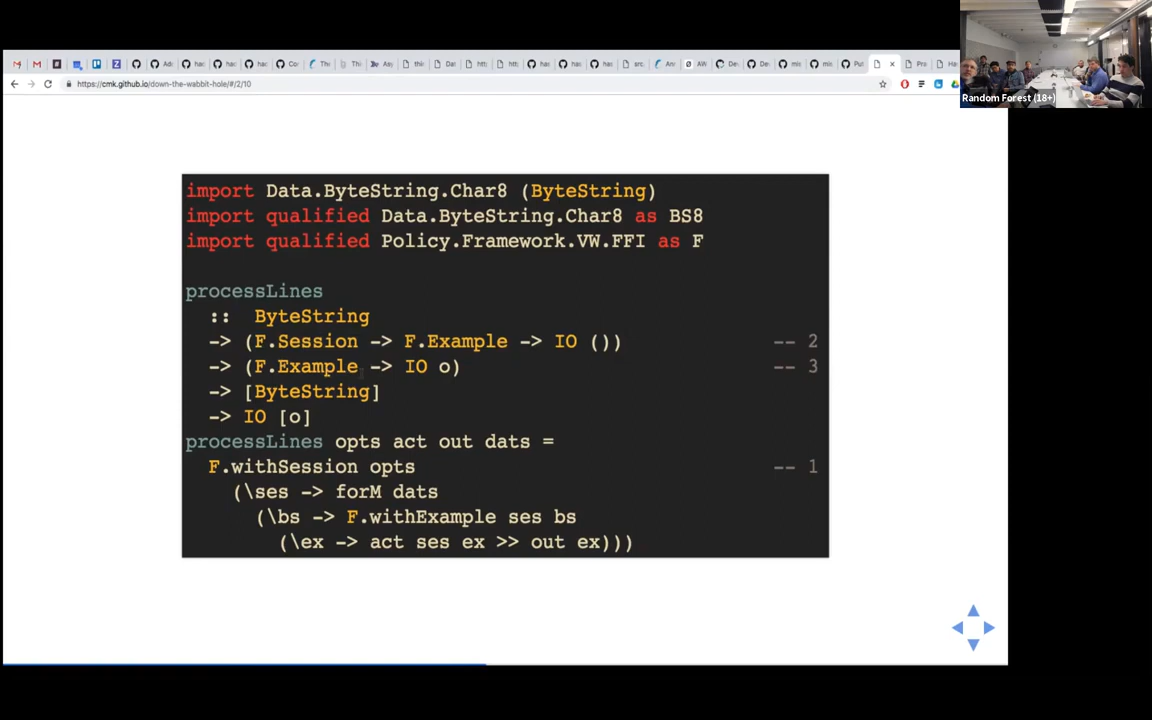 https://cmk.github.io/down-the-wabbit-hole/#/2/10
Random Forest (18+)
import Data.ByteString.Char8 (ByteString)
import qualified Data.ByteString.Char8 as BS8
import qualified Policy.Framework.VW.FFI as F
processLines
:: ByteString
-> (F.Session -> F.Example -> IO ()) -- 2
-> (F.Example -> IO o) -- 3
-> [ByteString]
-> IO [o]
processLines opts act out dats =
F.withSession opts -- 1
(\ses -> forM dats
(\bs -> F.withExample ses bs
(\ex -> act ses ex >> out ex)))